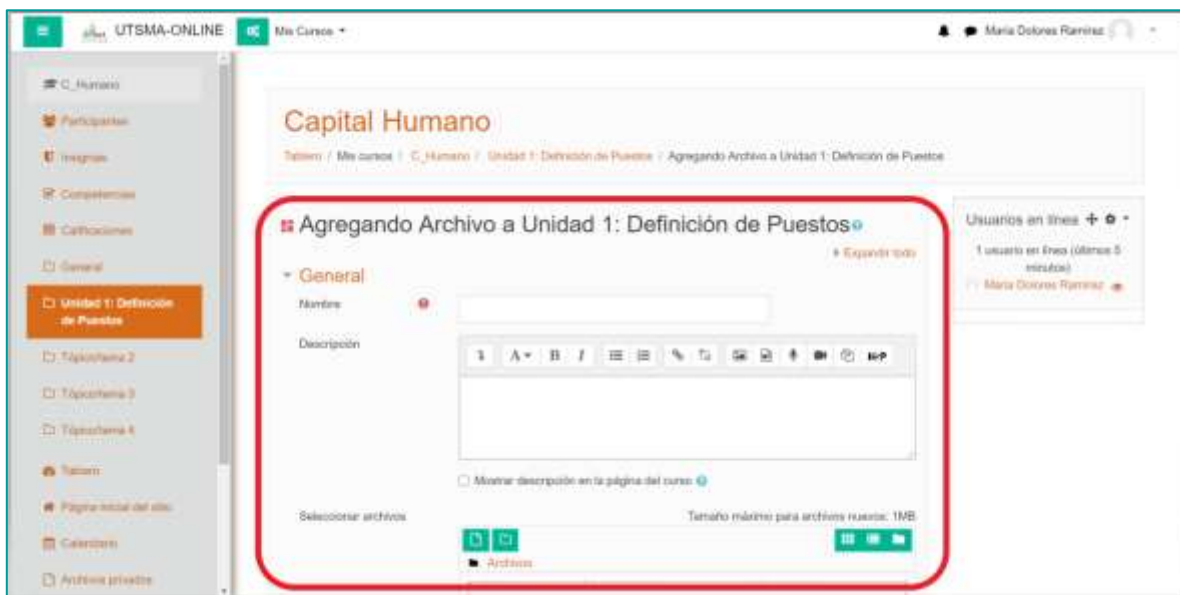 UTSMA-ONLINE
Mis Cursos
Maria Dolores Ramirez
C_Humano
Participantes
Insignias
Competencias
Calificaciones
General
Unidad 1: Definición
de Puestos
Tópico/tema 2
Tópico/tema 3
Tópico/tema 4
Tablero
Página inicial del sitio
Calendario
Archivos privados
Capital Humano
Tablero / Mis cursos / C_Humano / Unidad 1: Definición de Puestos / Agregando Archivo a Unidad 1: Definición de Puestos
Agregando Archivo a Unidad 1: Definición de Puestos
Expandir todo
General
Nombre
Descripción
A B I
H-P
Mostrar descripción en la página del curso
Seleccionar archivos
Tamaño máximo para archivos nuevos: 1MB
Archivos
Usuarios en línea
1 usuario en línea (últimos 5
minutos)
Maria Dolores Ramirez